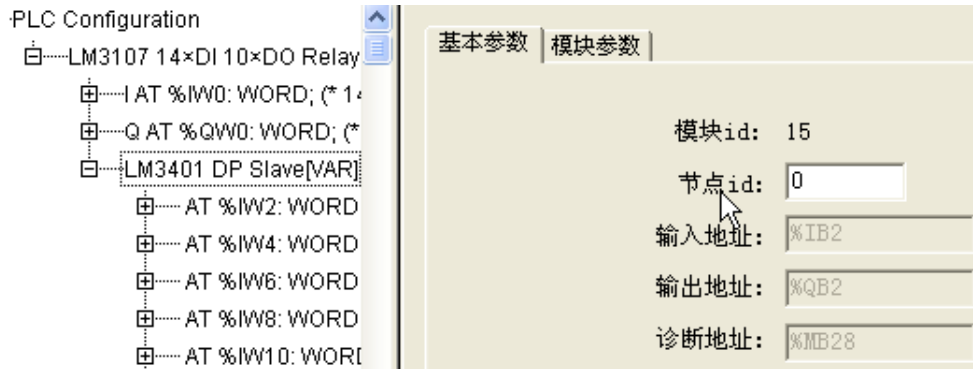 PLC Configuration
LM3107 14×DI 10×DO Relay
I AT %IW0: WORD; (* 14
Q AT %QW0: WORD; (*
LM3401 DP Slave[VAR]
AT %IW2: WORD
AT %IW4: WORD
AT %IW6: WORD
AT %IW8: WORD
AT %IW10: WORD
基本参数 模块参数
模块id: 15
节点id: 0
输入地址: %IB2
输出地址: %QB2
诊断地址: %MB28